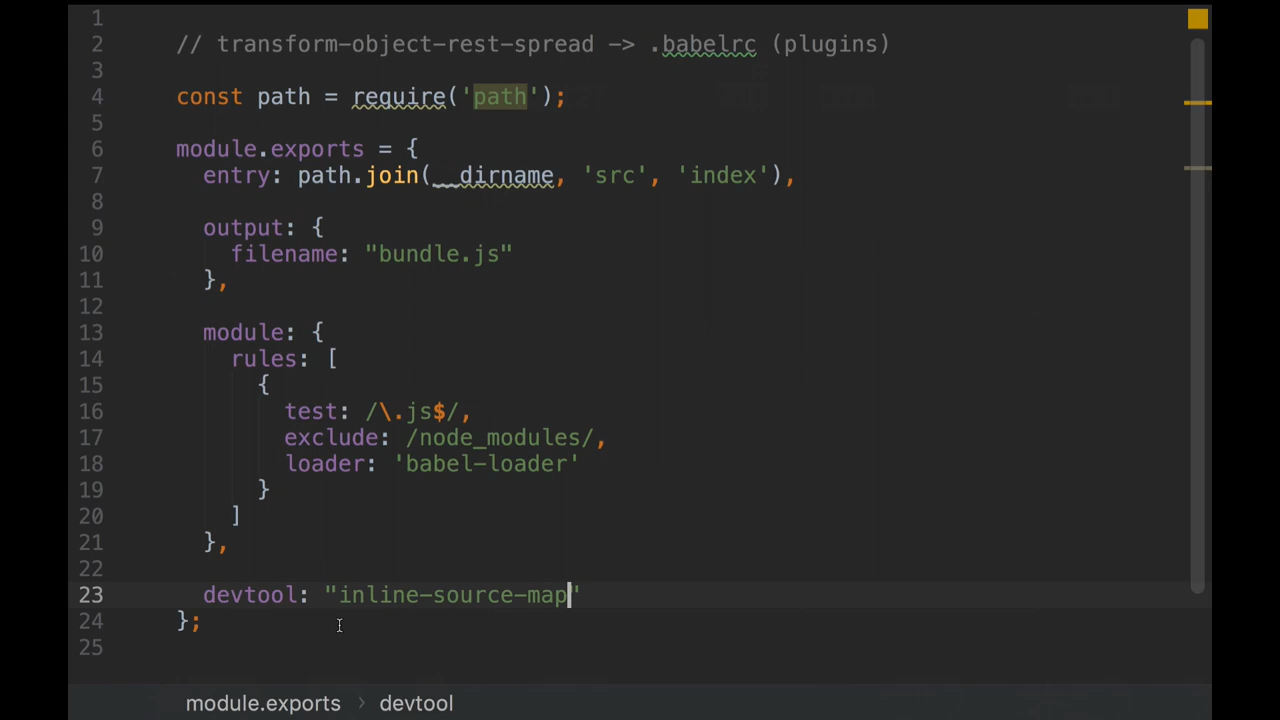 1
2 // transform-object-rest-spread -> .babelrc (plugins)
3
4 const path = require('path');
5
6 module.exports = {
7 entry: path.join(__dirname, 'src', 'index'),
8
9 output: {
10 filename: "bundle.js"
11 },
12
13 module: {
14 rules: [
15 {
16 test: /\.js$/,
17 exclude: /node_modules/,
18 loader: 'babel-loader'
19 }
20 ]
21 },
22
23 devtool: "inline-source-map"
24 };
25
module.exports › devtool